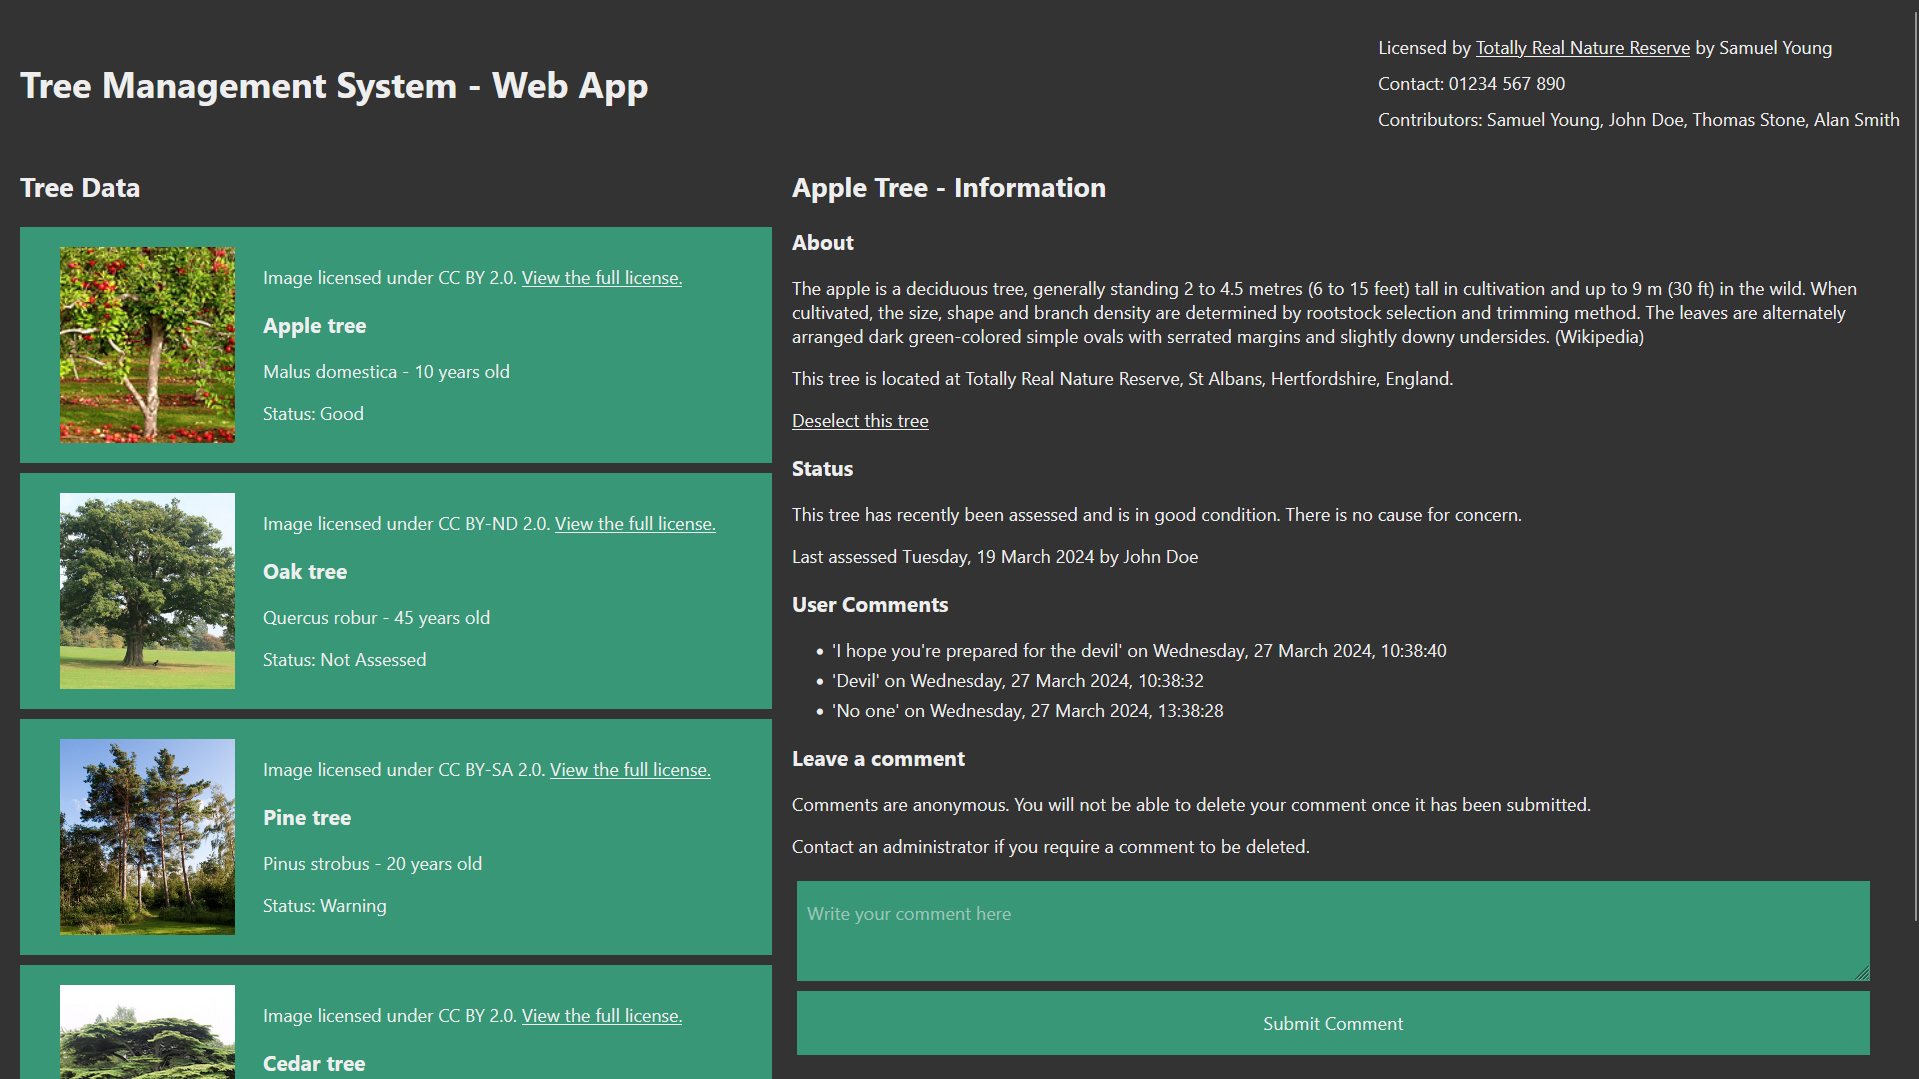 Tree Management System - Web App
Licensed by Totally Real Nature Reserve by Samuel Young
Contact: 01234 567 890
Contributors: Samuel Young, John Doe, Thomas Stone, Alan Smith
Tree Data
Image licensed under CC BY 2.0. View the full license.
Apple tree
Malus domestica - 10 years old
Status: Good
Image licensed under CC BY-ND 2.0. View the full license.
Oak tree
Quercus robur - 45 years old
Status: Not Assessed
Image licensed under CC BY-SA 2.0. View the full license.
Pine tree
Pinus strobus - 20 years old
Status: Warning
Image licensed under CC BY 2.0. View the full license.
Cedar tree
Apple Tree - Information
About
The apple is a deciduous tree, generally standing 2 to 4.5 metres (6 to 15 feet) tall in cultivation and up to 9 m (30 ft) in the wild. When
cultivated, the size, shape and branch density are determined by rootstock selection and trimming method. The leaves are alternately
arranged dark green-colored simple ovals with serrated margins and slightly downy undersides. (Wikipedia)
This tree is located at Totally Real Nature Reserve, St Albans, Hertfordshire, England.
Deselect this tree
Status
This tree has recently been assessed and is in good condition. There is no cause for concern.
Last assessed Tuesday, 19 March 2024 by John Doe
User Comments
• 'I hope you're prepared for the devil' on Wednesday, 27 March 2024, 10:38:40
• 'Devil' on Wednesday, 27 March 2024, 10:38:32
• 'No one' on Wednesday, 27 March 2024, 13:38:28
Leave a comment
Comments are anonymous. You will not be able to delete your comment once it has been submitted.
Contact an administrator if you require a comment to be deleted.
Write your comment here
Submit Comment